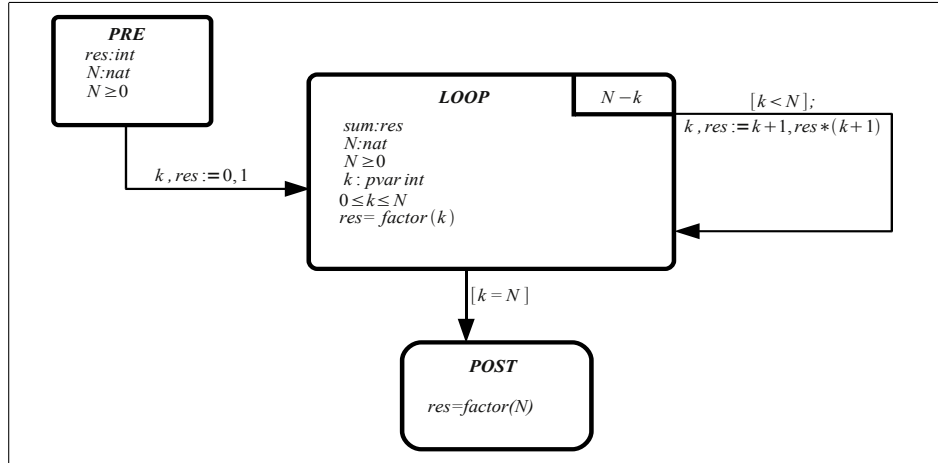 PRE
res:int
N:nat
N ≥0
k ,res := 0,1
LOOP
N−k
sum:res
N:nat
N ≥0
k : pvar int
0≤k≤N
res= factor(k)
[k<N];
k ,res:=k+1,res∗(k+1)
[k=N ]
POST
res=factor(N)